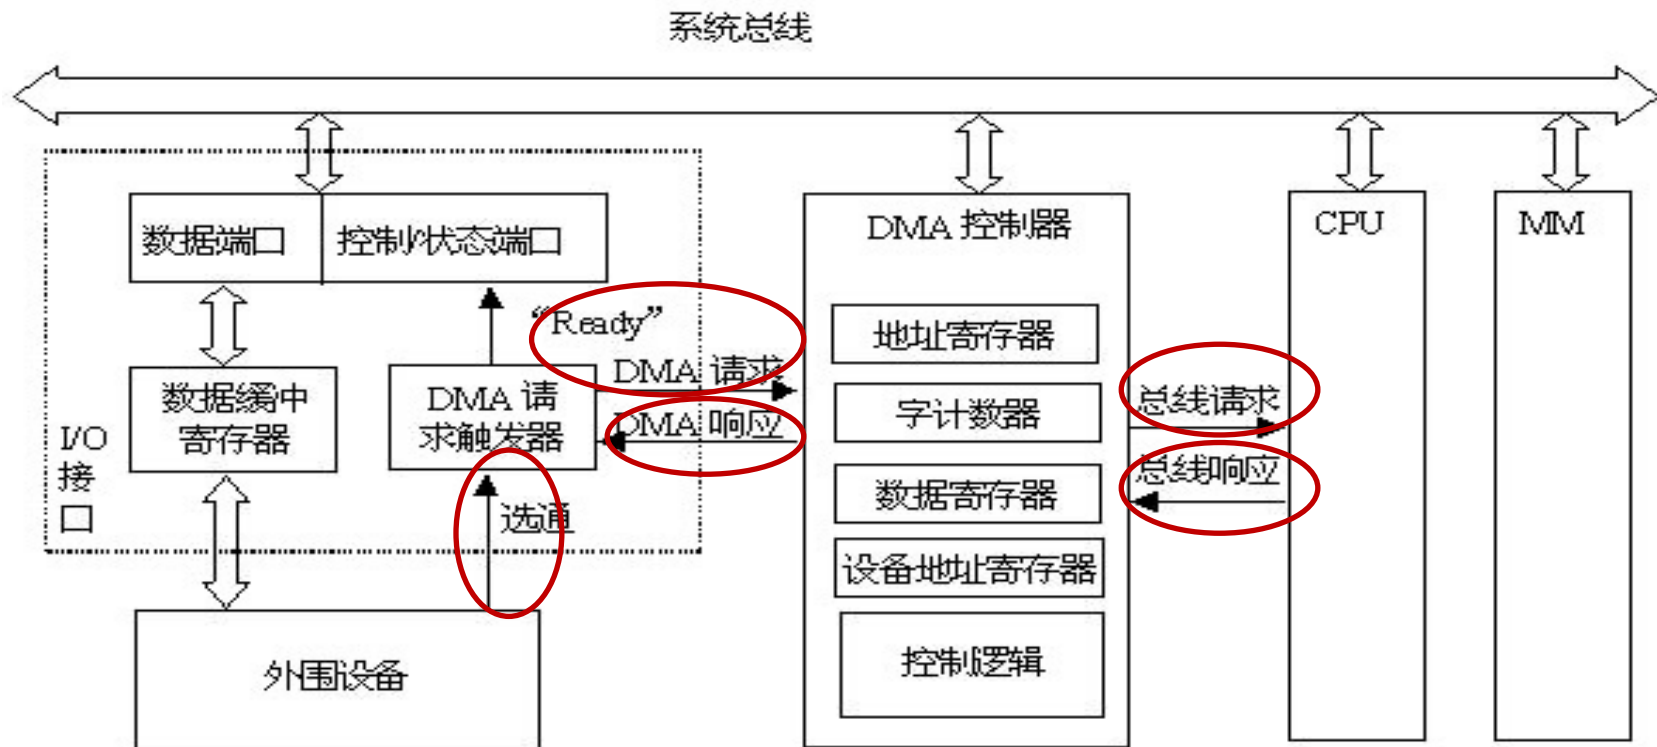 系统总线
数据端口
控制/状态端口
“Ready”
数据缓冲
寄存器
DMA 请
求触发器
I/O
接
口
选通
外围设备
DMA 请求
DMA 响应
DMA 控制器
地址寄存器
字计数器
数据寄存器
设备地址寄存器
控制逻辑
总线请求
总线响应
CPU
MM